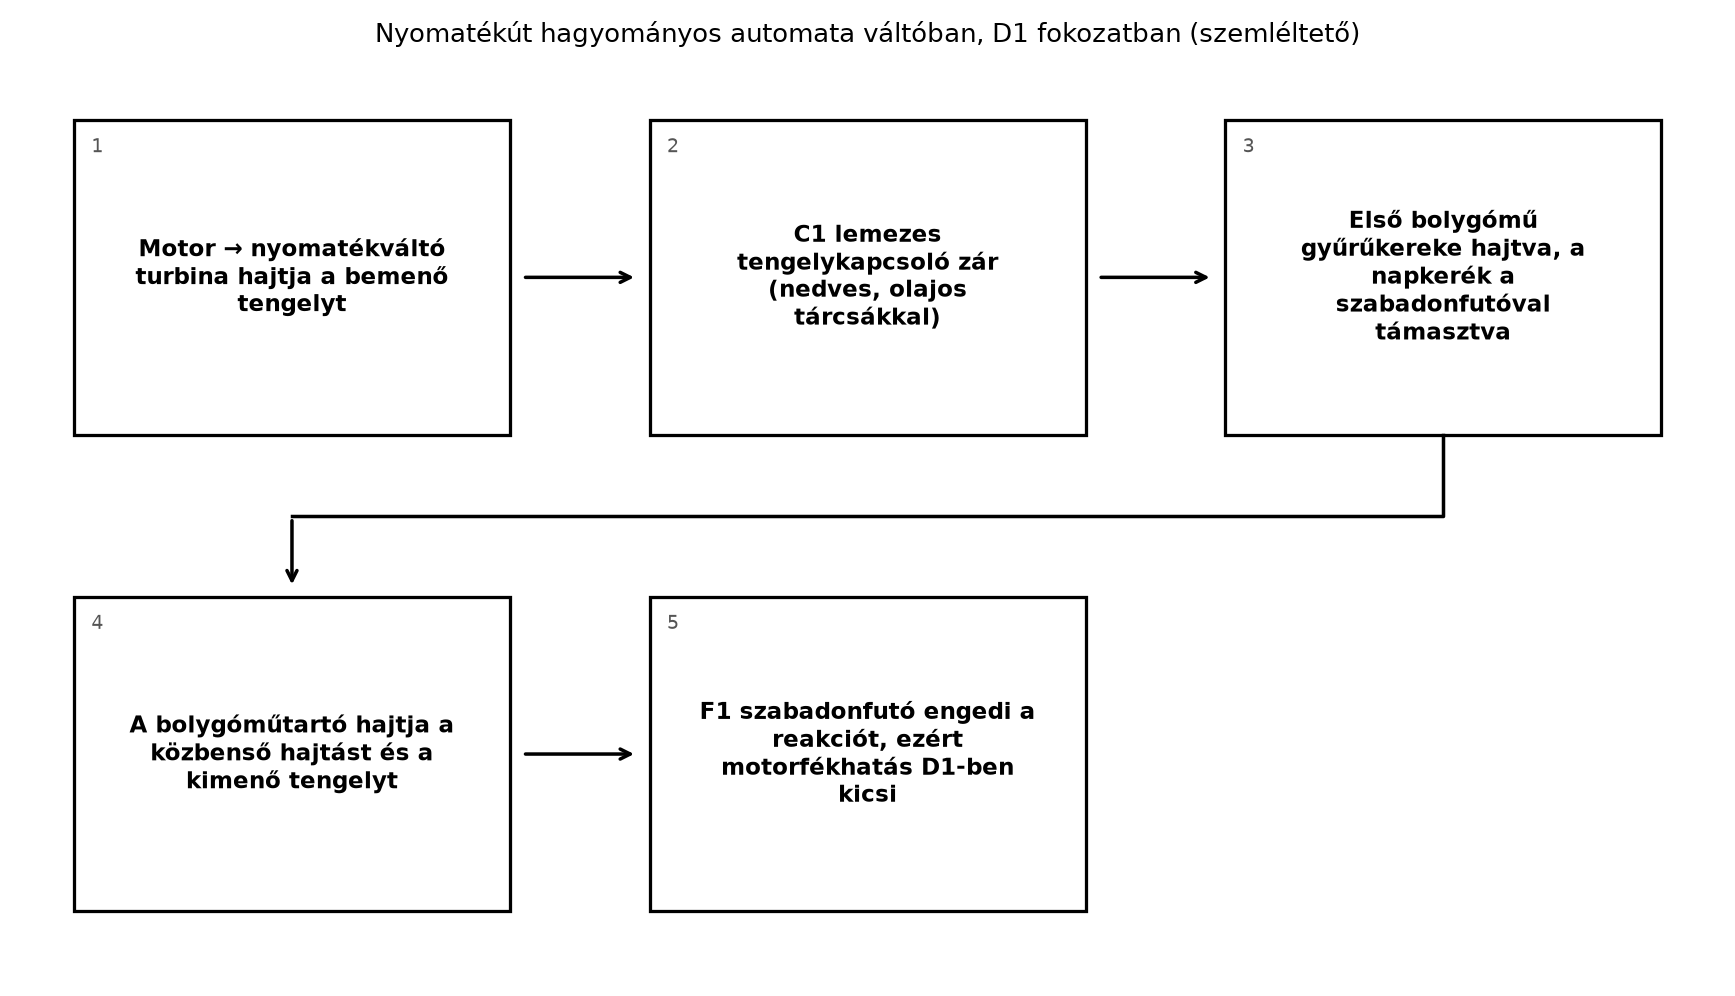 Nyomatékút hagyományos automata váltóban, D1 fokozatban (szemléltető)
1
Motor → nyomatékváltó
turbina hajtja a bemenő
tengelyt
2
C1 lemezes
tengelykapcsoló zár
(nedves, olajos
tárcsákkal)
3
Első bolygómű
gyűrűkereke hajtva, a
napkerék a
szabadonfutóval
támasztva
4
A bolygóműtartó hajtja a
közbenső hajtást és a
kimenő tengelyt
5
F1 szabadonfutó engedi a
reakciót, ezért
motorfékhatás D1-ben
kicsi